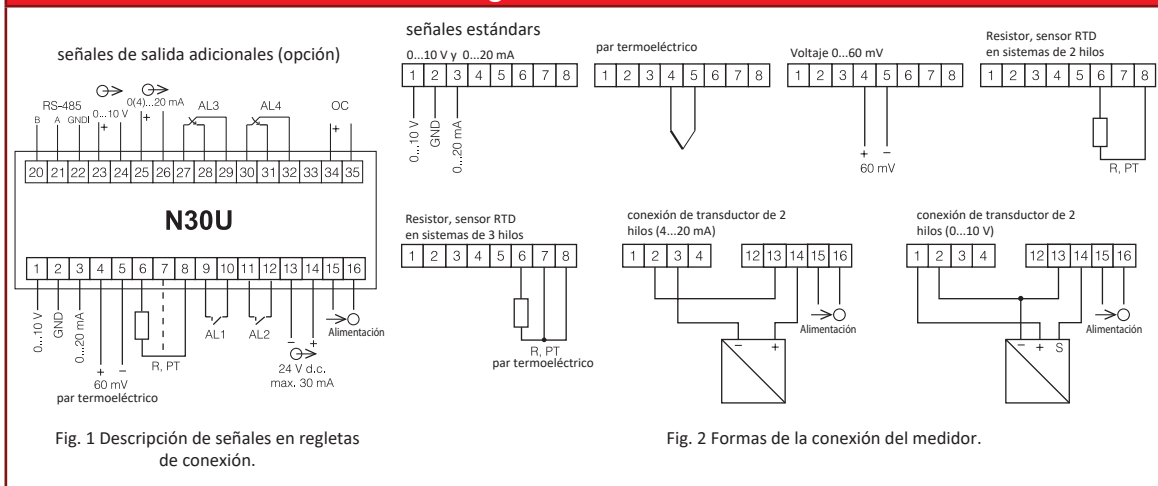 señales de salida adicionales (opción)
RS-485
B A GNDI
0...10 V
+
0(4)...20 mA
+
AL3
AL4
OC
+
20 21 22 23 24 25 26 27 28 29 30 31 32 33 34 35
N30U
1 2 3 4 5 6 7 8 9 10 11 12 13 14 15 16
0...10 V
GND
0...20 mA
+ −
60 mV
par termoeléctrico
R, PT
AL1
AL2
− +
24 V d.c.
max. 30 mA
Alimentación
Fig. 1 Descripción de señales en regletas
de conexión.
señales estándars
0...10 V y 0...20 mA
1 2 3 4 5 6 7 8
0...10 V
GND
0...20 mA
par termoeléctrico
1 2 3 4 5 6 7 8
Voltaje 0...60 mV
1 2 3 4 5 6 7 8
+ −
60 mV
Resistor, sensor RTD
en sistemas de 2 hilos
1 2 3 4 5 6 7 8
R, PT
Resistor, sensor RTD
en sistemas de 3 hilos
1 2 3 4 5 6 7 8
R, PT
par termoeléctrico
conexión de transductor de 2
hilos (4...20 mA)
1 2 3 4 12 13 14 15 16
Alimentación
− +
conexión de transductor de 2
hilos (0...10 V)
1 2 3 4 12 13 14 15 16
Alimentación
− + S
Fig. 2 Formas de la conexión del medidor.